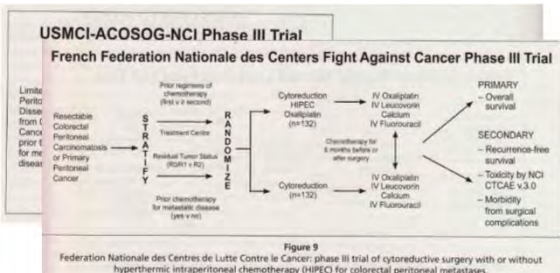 USMCI-ACOSOG-NCI Phase III Trial
French Federation Nationale des Centers Fight Against Cancer Phase III Trial
Limite
Perito
Disse
from C
Cance
prior t
for me
diseas
Resectable
Colorectal
Peritoneal
Carcinomatosis
or Primary
Peritoneal
Cancer
STRATIFY
Prior regimens of
chemotherapy
(first v ≥ second)
Treatment Centre
Residual Tumor Status
(R0/R1 v R2)
Prior chemotherapy
for metastatic disease
(yes v no)
RANDOMIZE
Cytoreduction
HIPEC
Oxaliplatin
(n=132)
Cytoreduction
(n=132)
IV Oxaliplatin
IV Leucovorin
Calcium
IV Fluorouracil
Chemotherapy for
6 months before or
after surgery
IV Oxaliplatin
IV Leucovorin
Calcium
IV Fluorouracil
PRIMARY
– Overall
survival
SECONDARY
– Recurrence-free
survival
– Toxicity by NCI
CTCAE v.3.0
– Morbidity
from surgical
complications
Figure 9
Federation Nationale des Centres de Lutte Contre le Cancer: phase III trial of cytoreductive surgery with or without
hyperthermic intraperitoneal chemotherapy (HIPEC) for colorectal peritoneal metastases